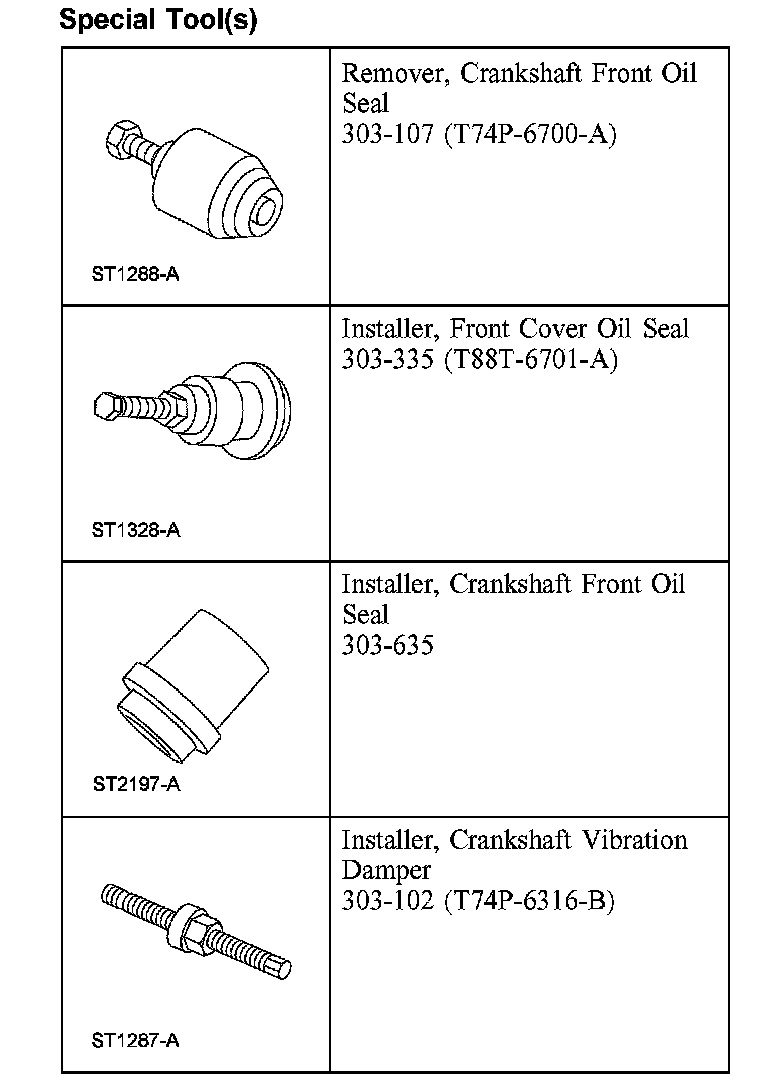 Special Tool(s)
Remover, Crankshaft Front Oil
Seal
303-107 (T74P-6700-A)
ST1288-A
Installer, Front Cover Oil Seal
303-335 (T88T-6701-A)
ST1328-A
Installer, Crankshaft Front Oil
Seal
303-635
ST2197-A
Installer, Crankshaft Vibration
Damper
303-102 (T74P-6316-B)
ST1287-A